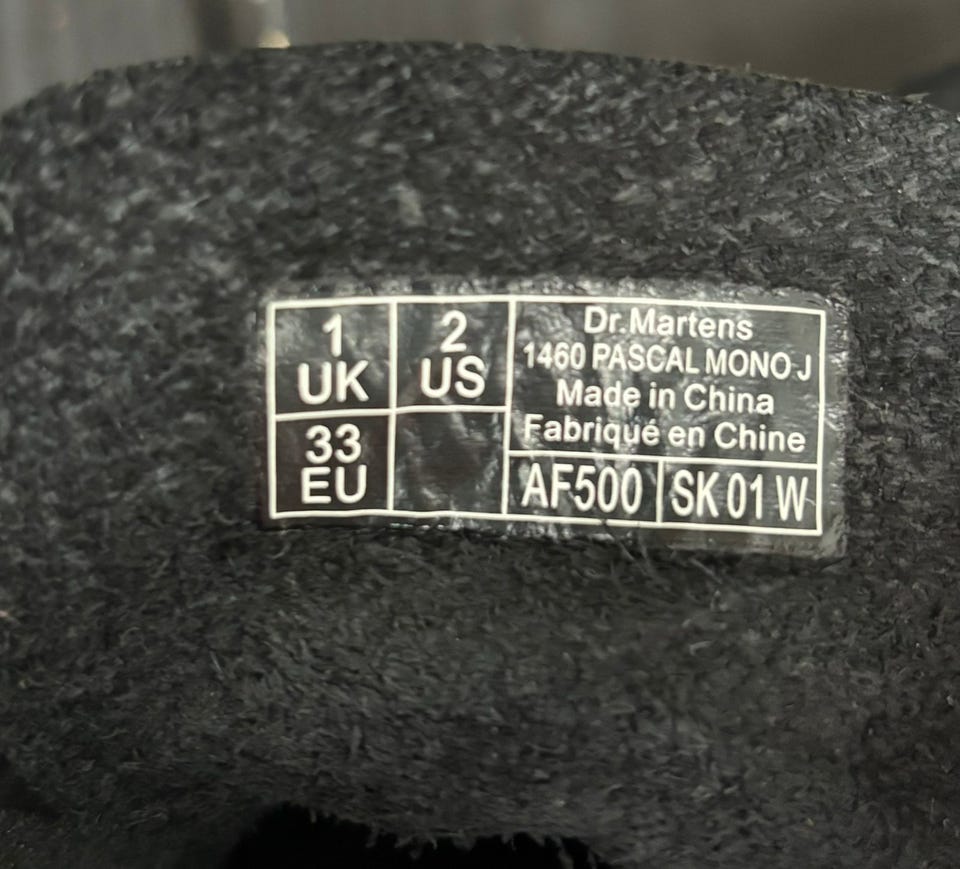 1
UK
2
US
33
EU
Dr.Martens
1460 PASCAL MONO J
Made in China
Fabriqué en Chine
AF500
SK 01 W